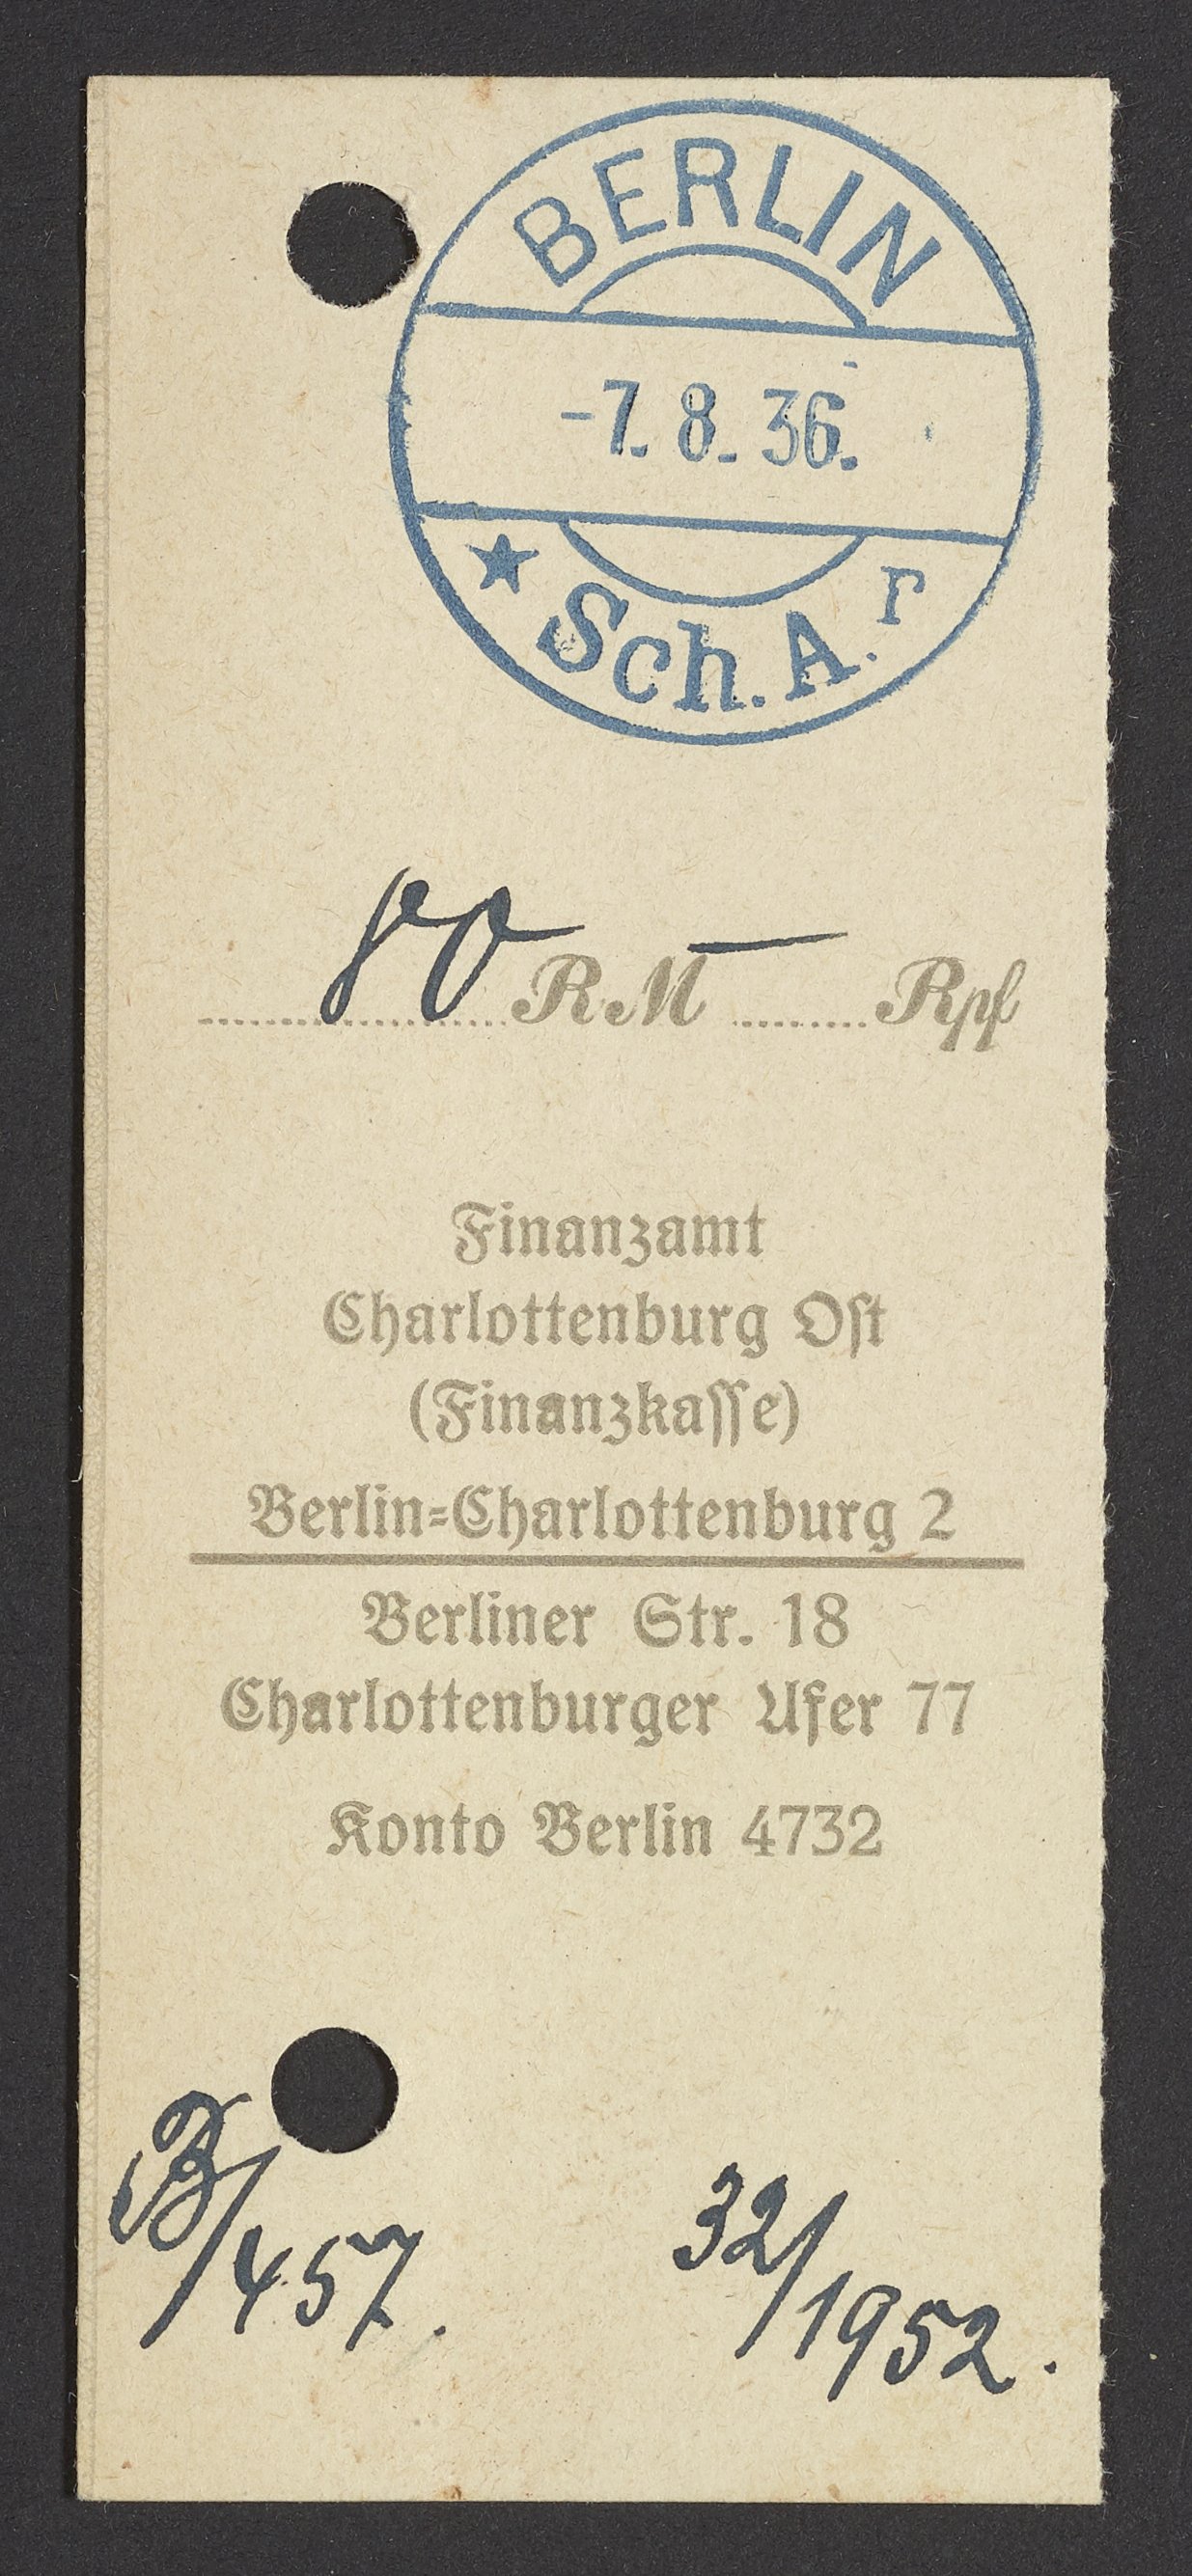 BERLIN
-7. 8. 36.
★ Sch. A. r
80 RM — Rpf
Finanzamt
Charlottenburg Ost
(Finanzkasse)
Berlin-Charlottenburg 2
Berliner Str. 18
Charlottenburger Ufer 77
Konto Berlin 4732
B/457. 32/1952.